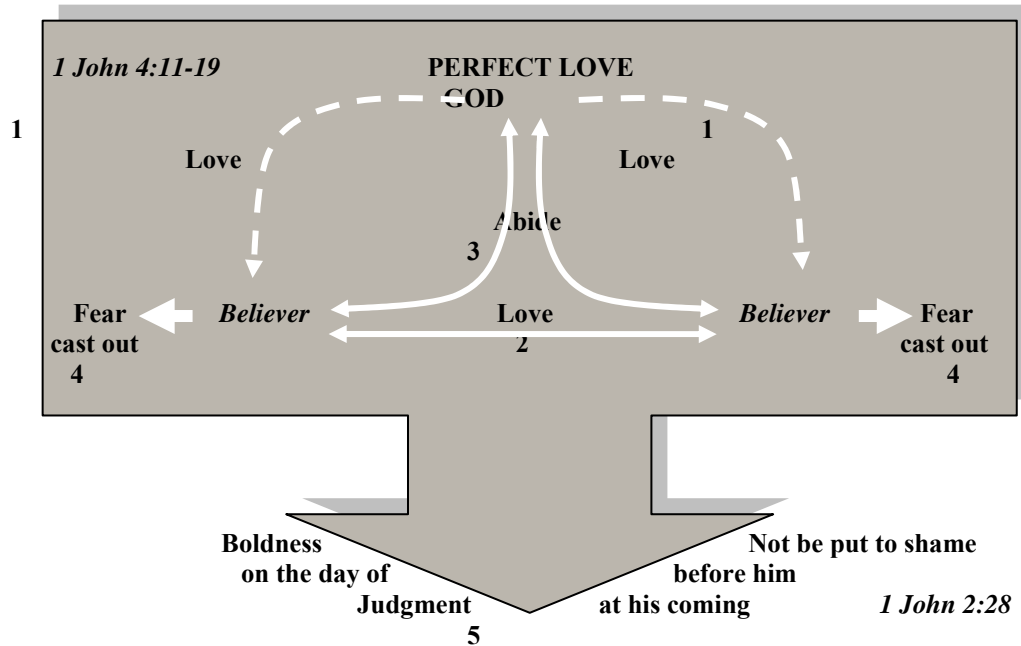 1 John 4:11-19
PERFECT LOVE
GOD
1
1
Love
Love
Abide
3
Fear
cast out
4
Believer
Love
2
Believer
Fear
cast out
4
Boldness
on the day of
Judgment
5
Not be put to shame
before him
at his coming
1 John 2:28